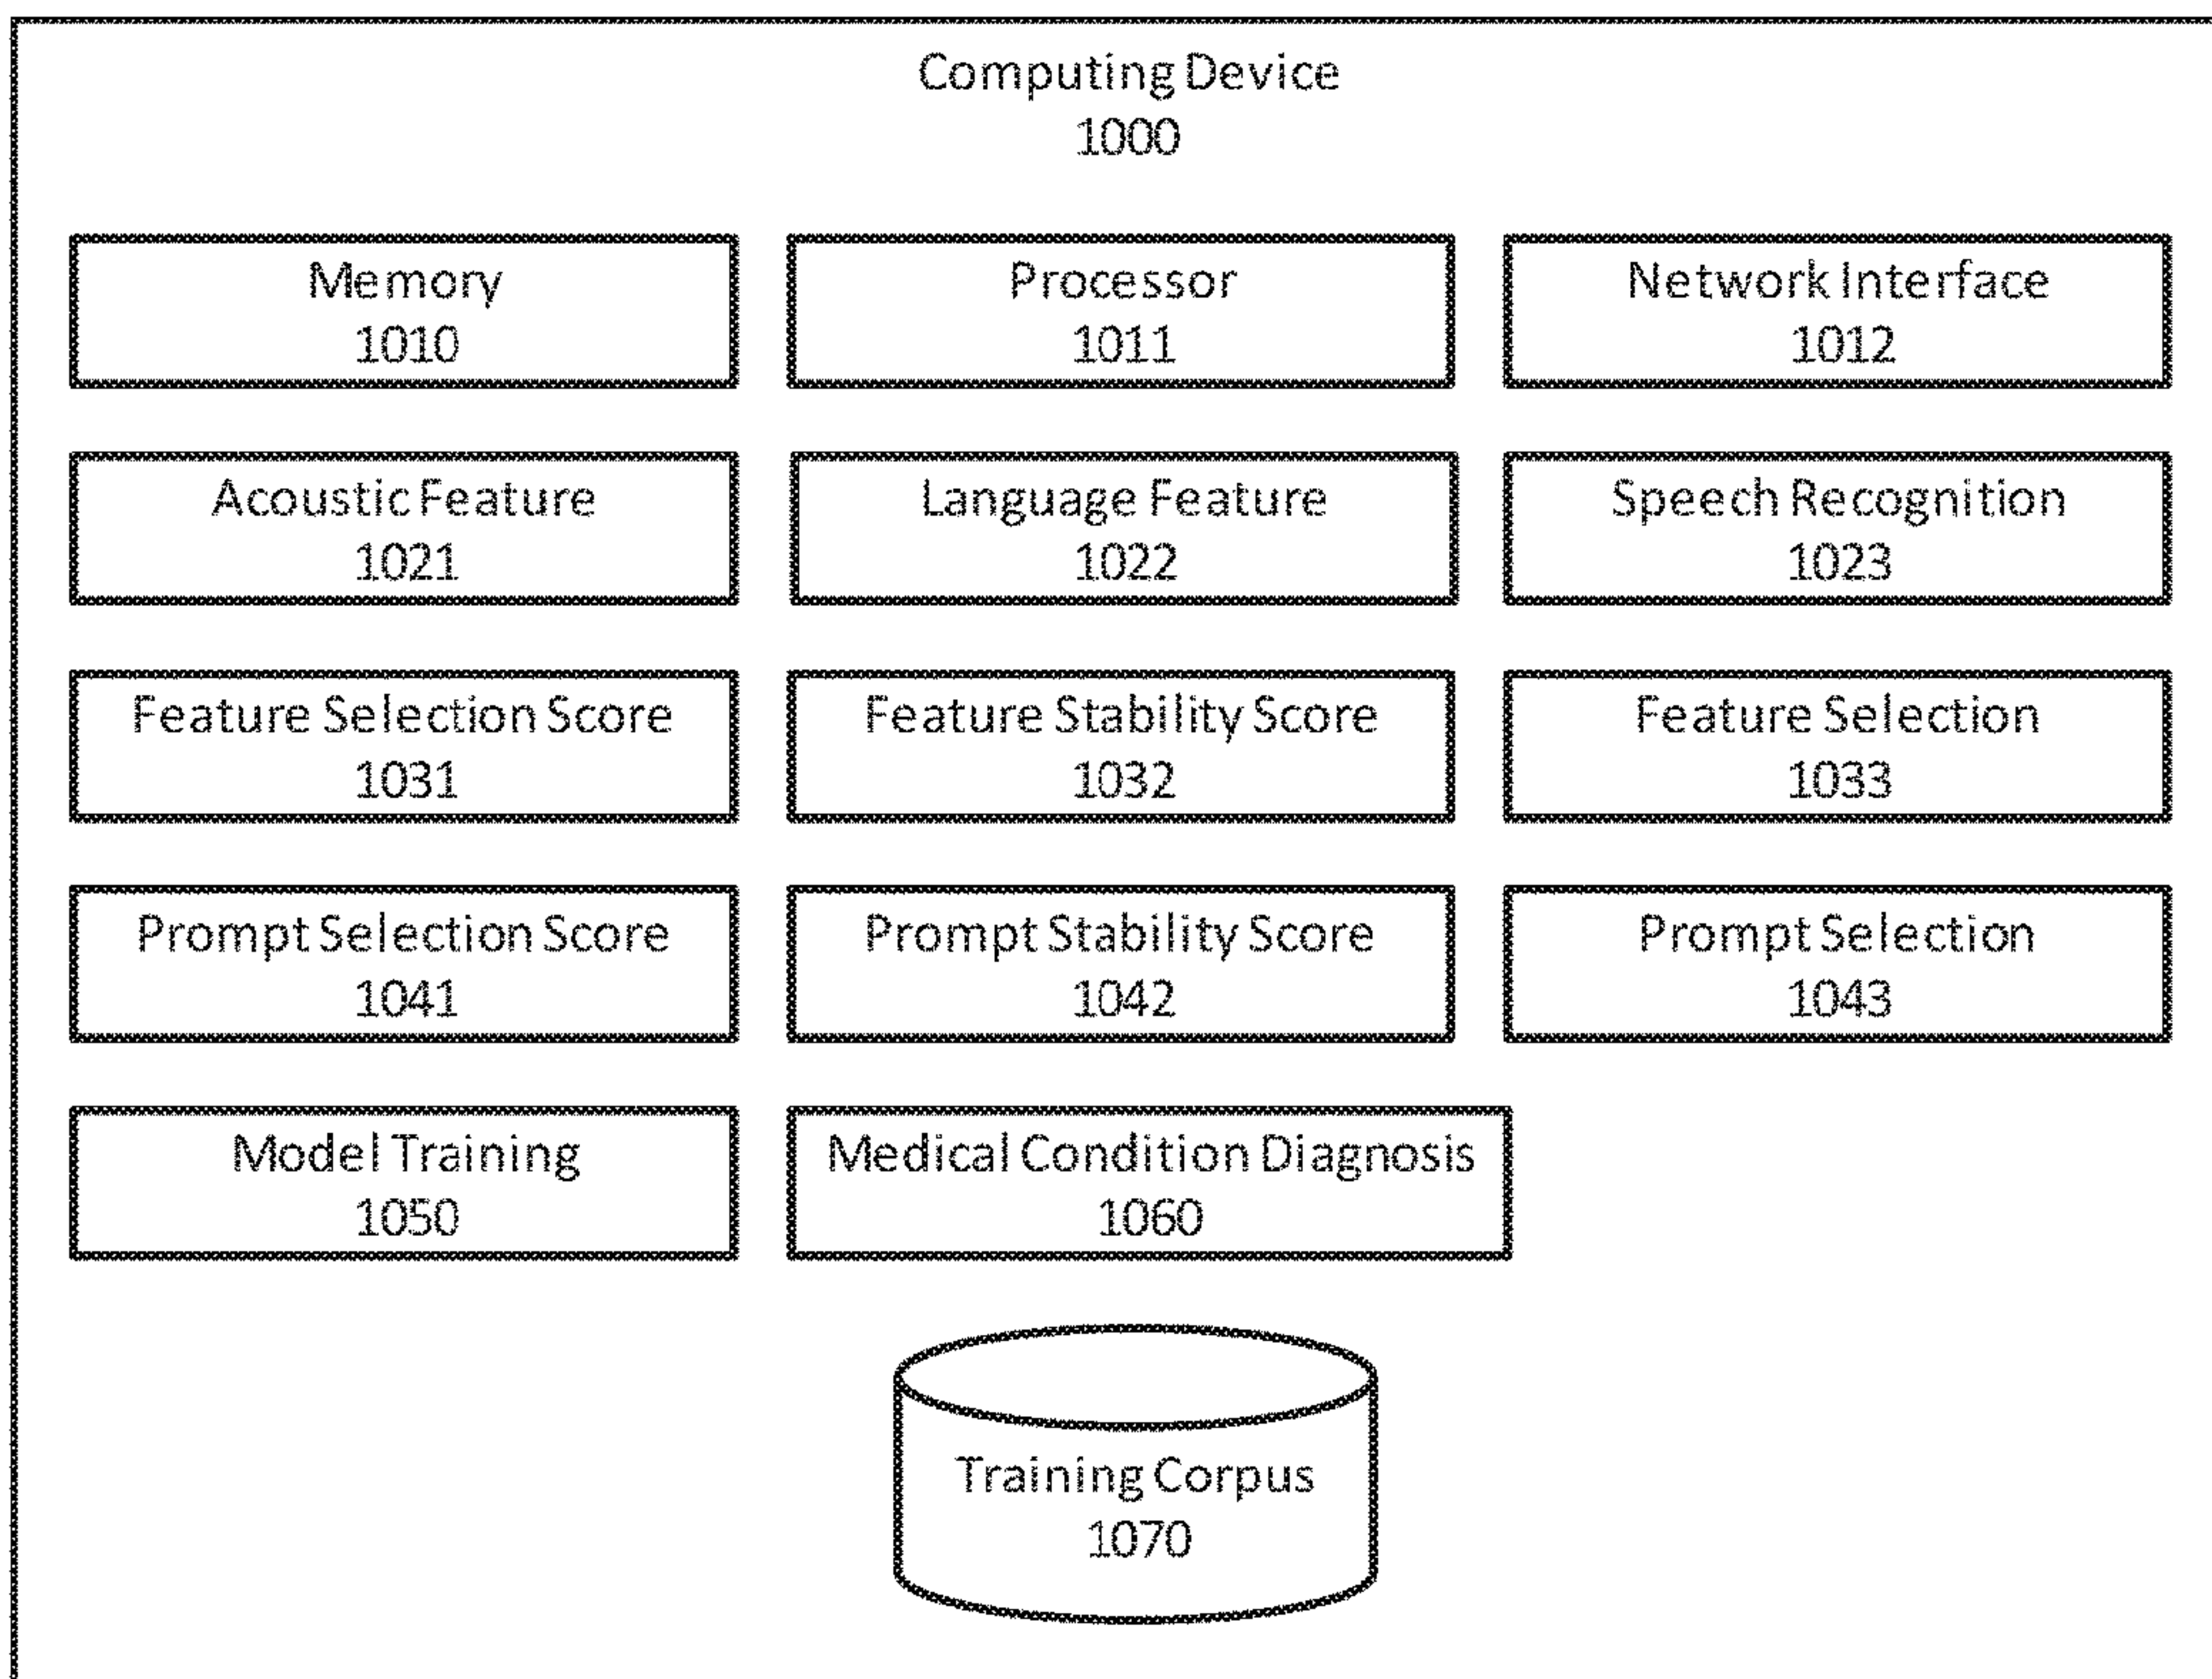 Computing Device
1000
Memory
1010
Processor
1011
Network Interface
1012
Acoustic Feature
1021
Language Feature
1022
Speech Recognition
1023
Feature Selection Score
1031
Feature Stability Score
1032
Feature Selection
1033
Prompt Selection Score
1041
Prompt Stability Score
1042
Prompt Selection
1043
Model Training
1050
Medical Condition Diagnosis
1060
Training Corpus
1070